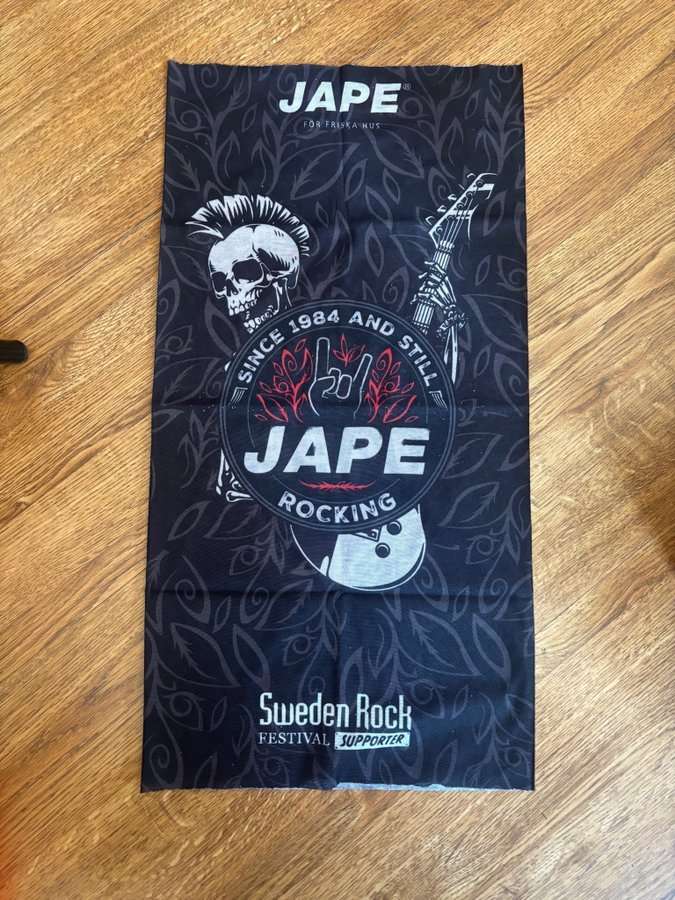 JAPE®
FÖR FRISKA HUS
SINCE 1984 AND STILL
JAPE
ROCKING
Sweden Rock
FESTIVAL SUPPORTER